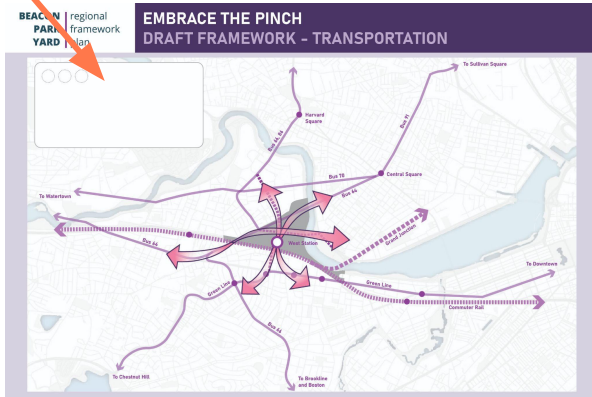 BEACON regional
PARK framework
YARD plan
EMBRACE THE PINCH
DRAFT FRAMEWORK - TRANSPORTATION
To Sullivan Square
Harvard
Square
Bus 91
Bus 66, 86
Bus 70
Central Square
Bus 64
To Watertown
Bus 64
West Station
Grand Junction
To Downtown
Green Line
Green Line
Commuter Rail
Bus 66
To Chestnut Hill
To Brookline
and Boston